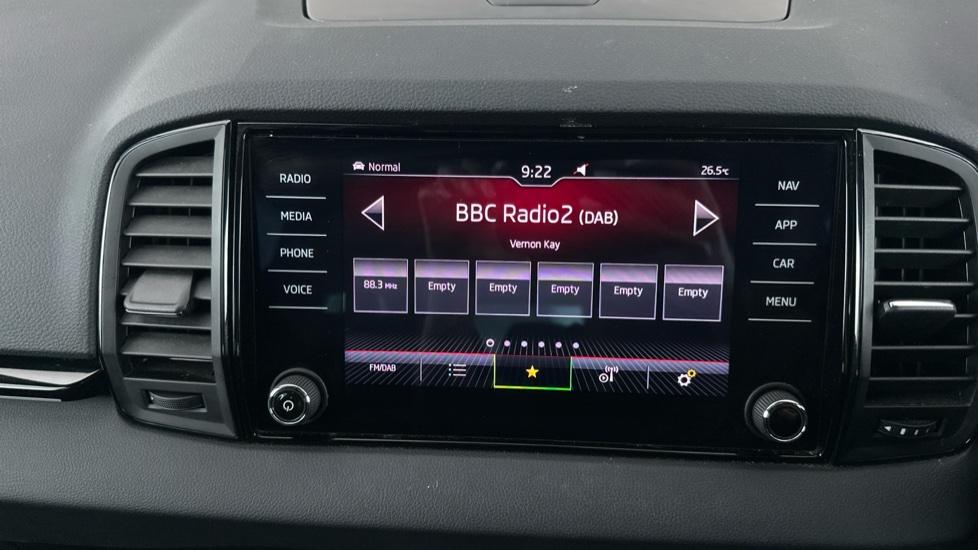 RADIO
MEDIA
PHONE
VOICE
Normal
9:22
26.5°C
BBC Radio2 (DAB)
Vernon Kay
88.3 MHz
Empty
Empty
Empty
Empty
Empty
FM/DAB
NAV
APP
CAR
MENU